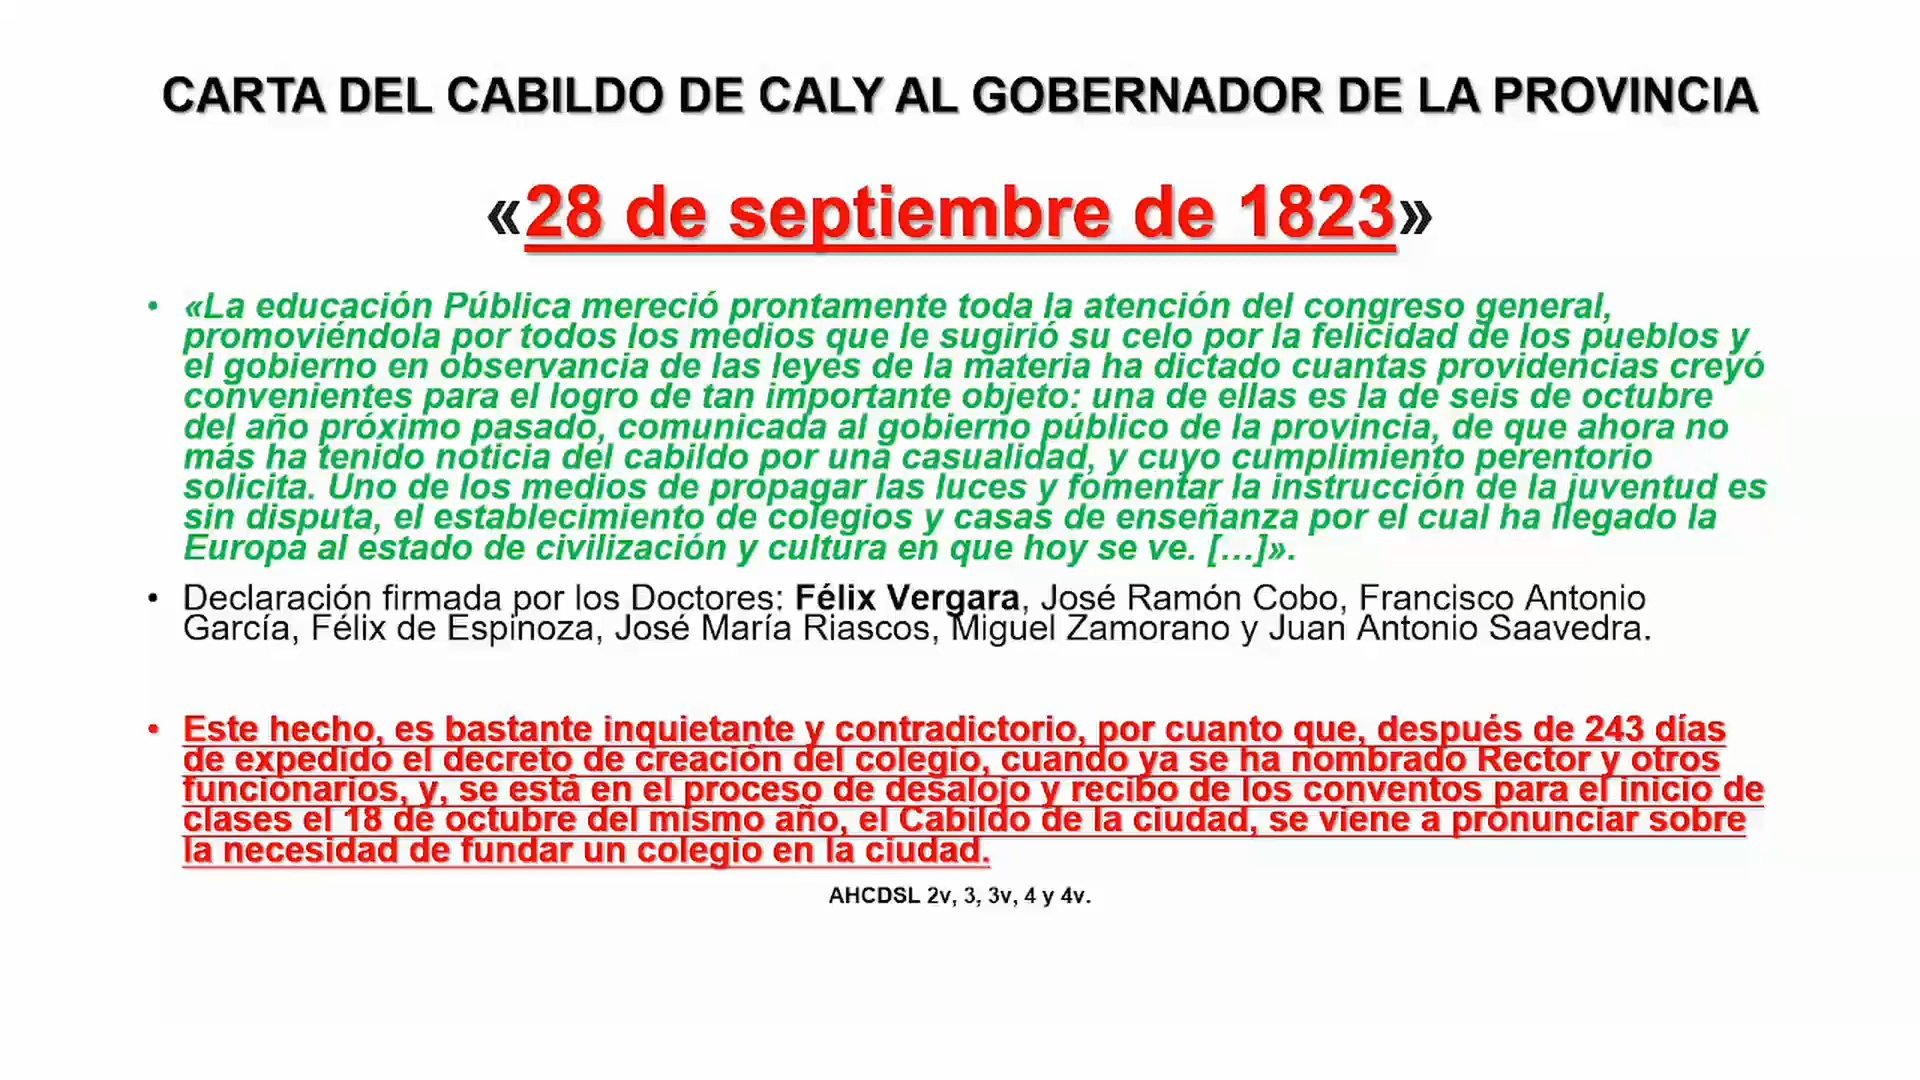 CARTA DEL CABILDO DE CALY AL GOBERNADOR DE LA PROVINCIA
«28 de septiembre de 1823»
• «La educación Pública mereció prontamente toda la atención del congreso general,
promoviéndola por todos los medios que le sugirió su celo por la felicidad de los pueblos y
el gobierno en observancia de las leyes de la materia ha dictado cuantas providencias creyó
convenientes para el logro de tan importante objeto: una de ellas es la de seis de octubre
del año próximo pasado, comunicada al gobierno público de la provincia, de que ahora no
más ha tenido noticia del cabildo por una casualidad, y cuyo cumplimiento perentorio
solicita. Uno de los medios de propagar las luces y fomentar la instrucción de la juventud es
sin disputa, el establecimiento de colegios y casas de enseñanza por el cual ha llegado la
Europa al estado de civilización y cultura en que hoy se ve. [...]».
• Declaración firmada por los Doctores: Félix Vergara, José Ramón Cobo, Francisco Antonio
García, Félix de Espinoza, José María Riascos, Miguel Zamorano y Juan Antonio Saavedra.
• Este hecho, es bastante inquietante y contradictorio, por cuanto que, después de 243 días
de expedido el decreto de creación del colegio, cuando ya se ha nombrado Rector y otros
funcionarios, y, se está en el proceso de desalojo y recibo de los conventos para el inicio de
clases el 18 de octubre del mismo año, el Cabildo de la ciudad, se viene a pronunciar sobre
la necesidad de fundar un colegio en la ciudad.
AHCDSL 2v, 3, 3v, 4 y 4v.